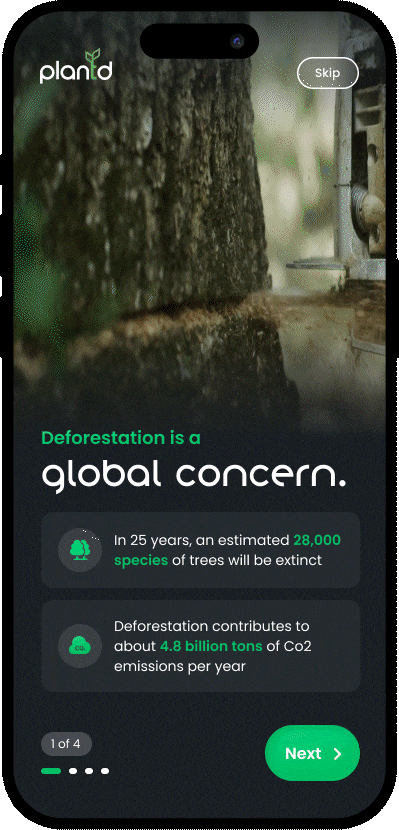 plantd
Skip
Deforestation is a
global concern.
In 25 years, an estimated 28,000
species of trees will be extinct
Deforestation contributes to
about 4.8 billion tons of Co2
emissions per year
CO₂
1 of 4
Next